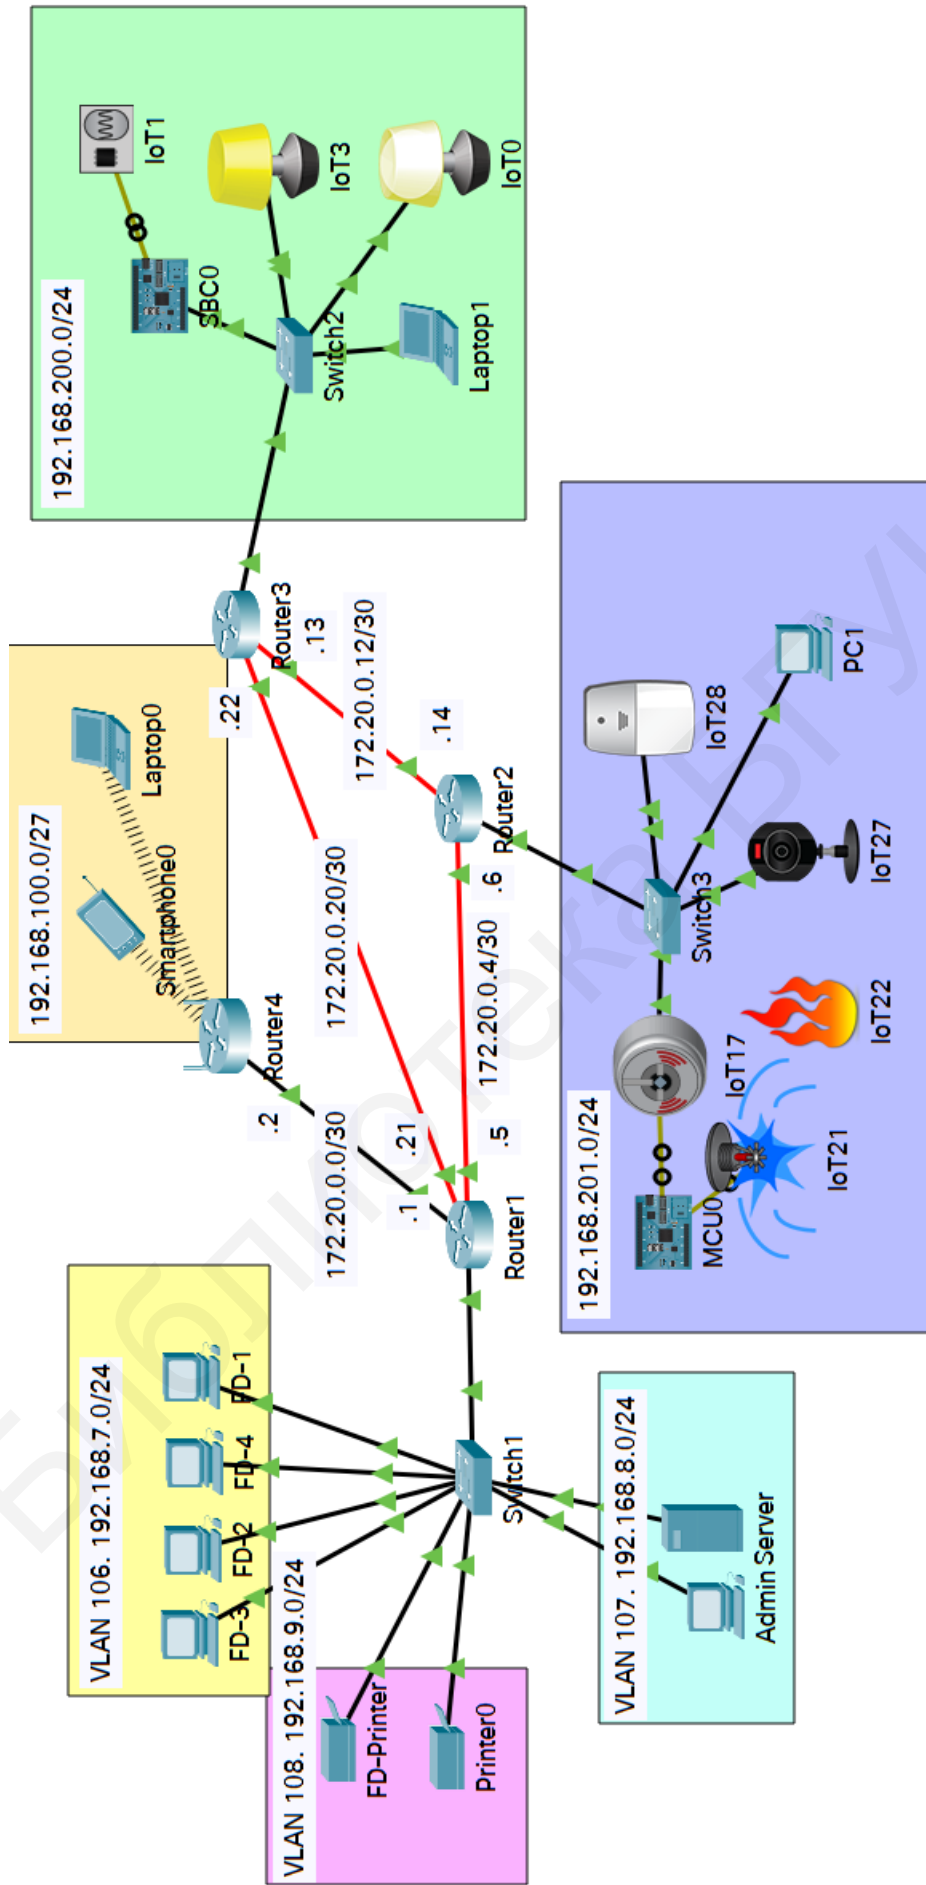 VLAN 106. 192.168.7.0/24
FD-3
FD-2
FD-4
FD-1
VLAN 108. 192.168.9.0/24
FD-Printer
Printer0
Switch1
VLAN 107. 192.168.8.0/24
Admin Server
Router1
.1
.21
.5
172.20.0.0/30
.2
Router4
192.168.100.0/27
Smartphone0
Laptop0
172.20.0.20/30
.22
Router3
.13
172.20.0.12/30
.14
172.20.0.4/30
.6
Router2
192.168.200.0/24
SBC0
IoT1
IoT3
IoT0
Switch2
Laptop1
192.168.201.0/24
MCU0
IoT17
IoT21
IoT22
Switch3
IoT27
IoT28
PC1
Библиотека БГУИ